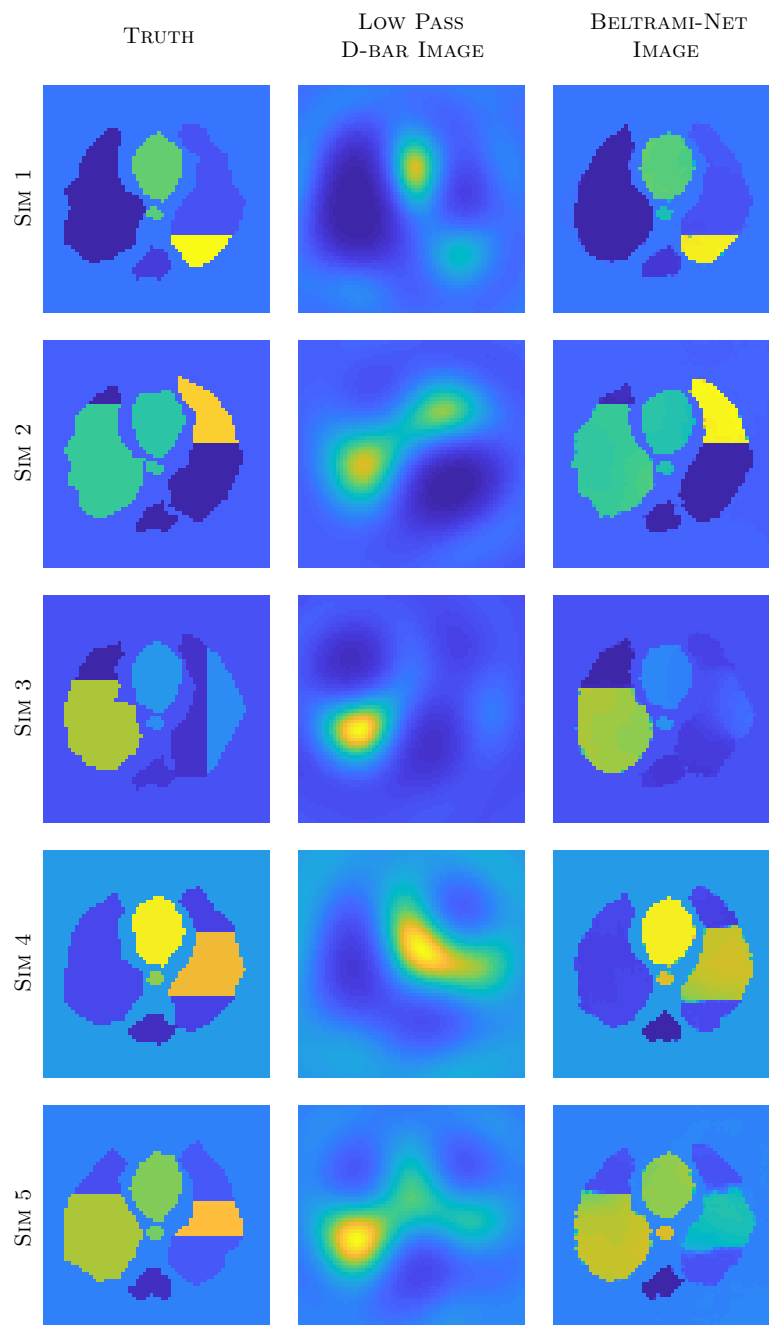 TRUTH
LOW PASS
D-BAR IMAGE
BELTRAMI-NET
IMAGE
SIM 1
SIM 2
SIM 3
SIM 4
SIM 5